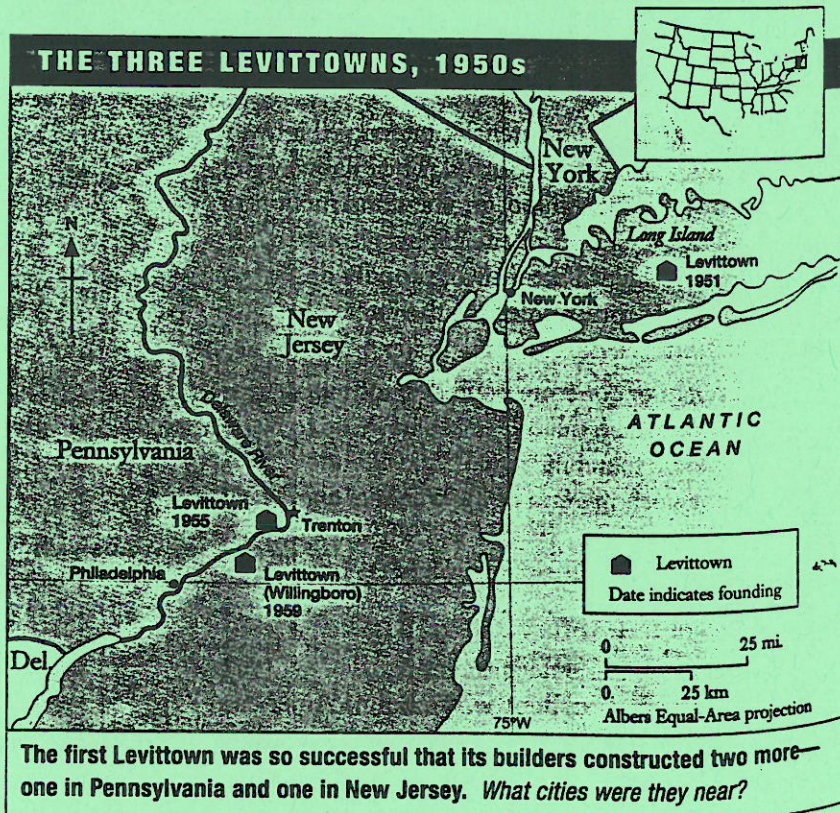 THE THREE LEVITTOWNS, 1950s
N
New
York
Long Island
Levittown
1951
New York
New
Jersey
Delaware River
ATLANTIC
OCEAN
Pennsylvania
Levittown
1955
Trenton
Philadelphia
Levittown
(Willingboro)
1959
Levittown
Date indicates founding
Del.
0 25 mi.
0 25 km
75°W
Albers Equal-Area projection
The first Levittown was so successful that its builders constructed two more—
one in Pennsylvania and one in New Jersey. What cities were they near?